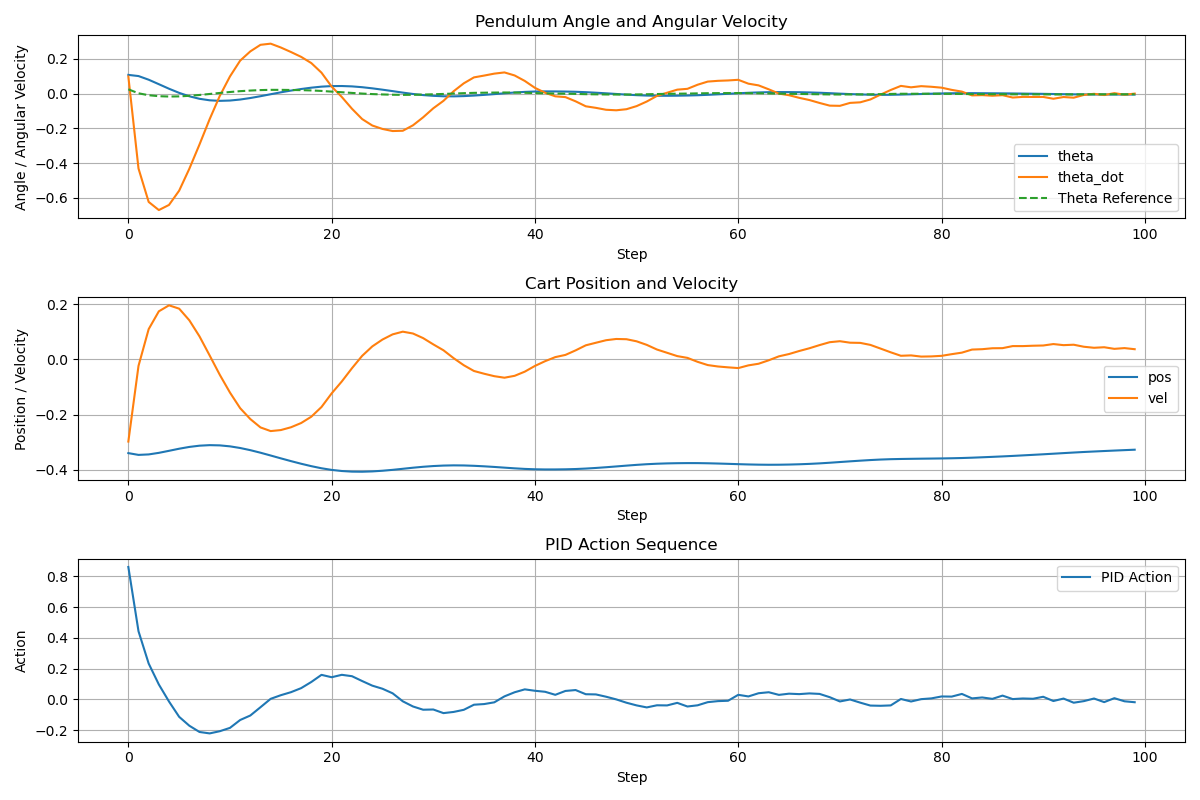 Pendulum Angle and Angular Velocity
Angle / Angular Velocity
0.2
0.0
−0.2
−0.4
−0.6
theta
theta_dot
Theta Reference
0 20 40 60 80 100
Step
Cart Position and Velocity
Position / Velocity
0.2
0.0
−0.2
−0.4
pos
vel
0 20 40 60 80 100
Step
PID Action Sequence
Action
0.8
0.6
0.4
0.2
0.0
−0.2
PID Action
0 20 40 60 80 100
Step